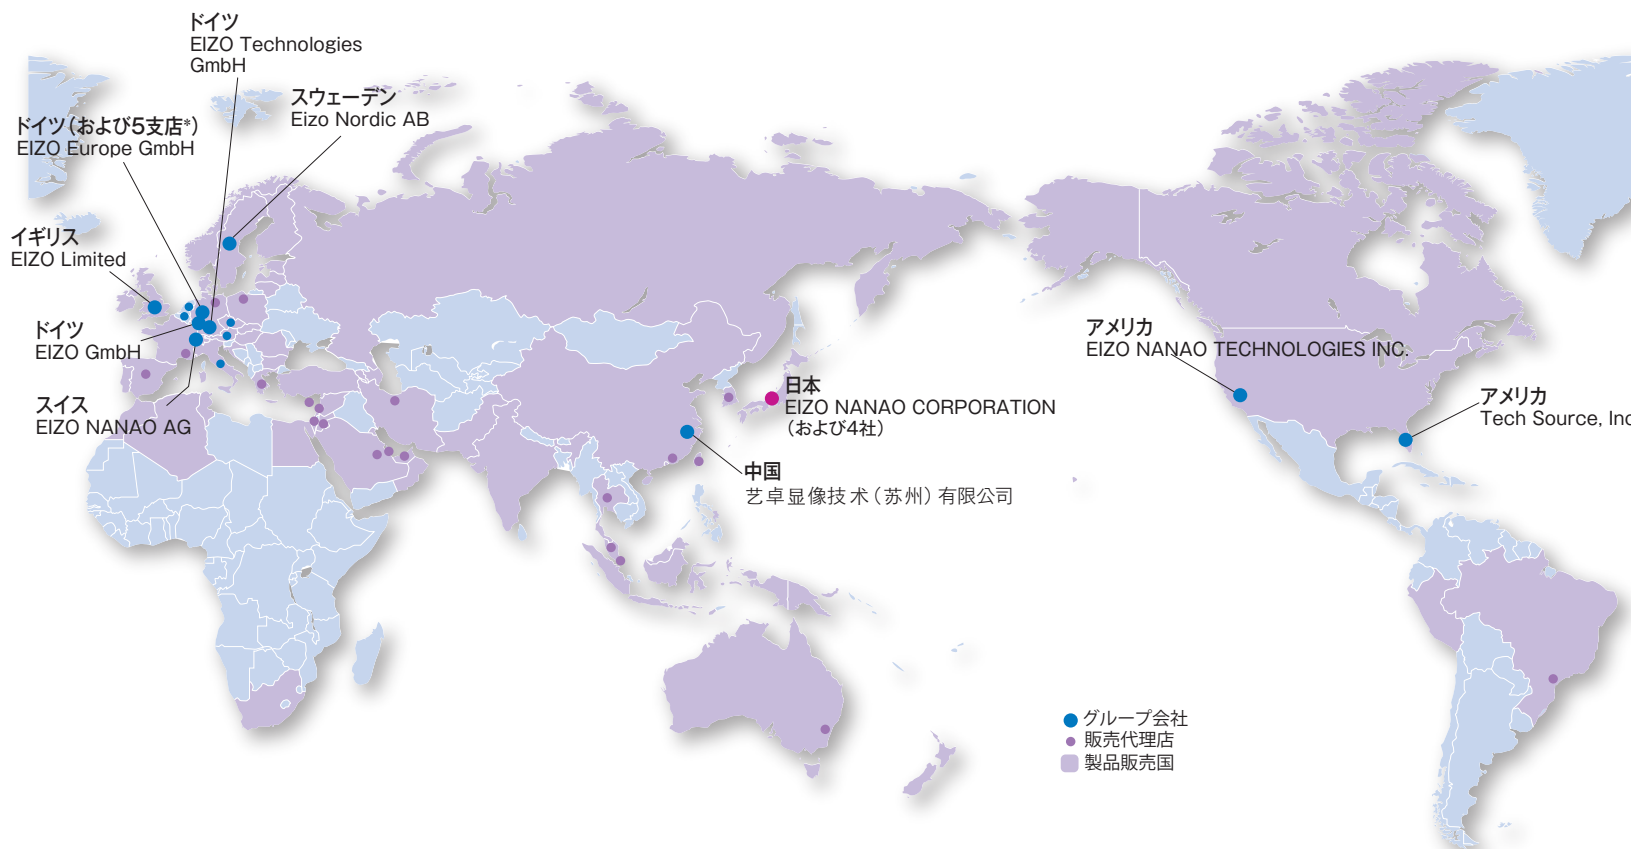 ドイツ
EIZO Technologies
GmbH
スウェーデン
Eizo Nordic AB
ドイツ(および5支店*)
EIZO Europe GmbH
イギリス
EIZO Limited
ドイツ
EIZO GmbH
スイス
EIZO NANAO AG
日本
EIZO NANAO CORPORATION
(および4社)
中国
艺卓显像技术(苏州)有限公司
アメリカ
EIZO NANAO TECHNOLOGIES INC.
アメリカ
Tech Source, Inc
グループ会社
販売代理店
製品販売国